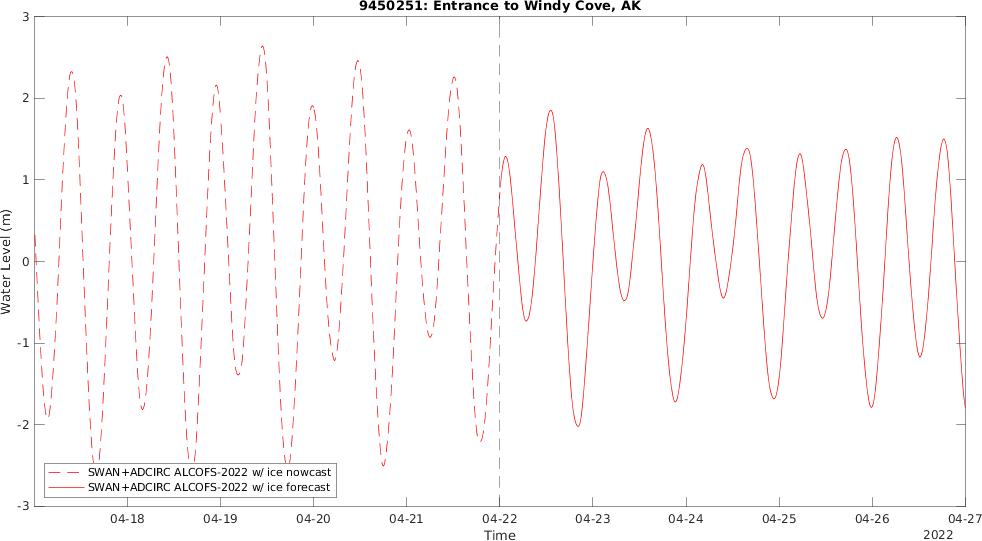 9450251: Entrance to Windy Cove, AK
3
2
1
0
-1
-2
-3
Water Level (m)
SWAN+ADCIRC ALCOFS-2022 w/ ice nowcast
SWAN+ADCIRC ALCOFS-2022 w/ ice forecast
04-18 04-19 04-20 04-21 04-22 04-23 04-24 04-25 04-26 04-27
Time
2022